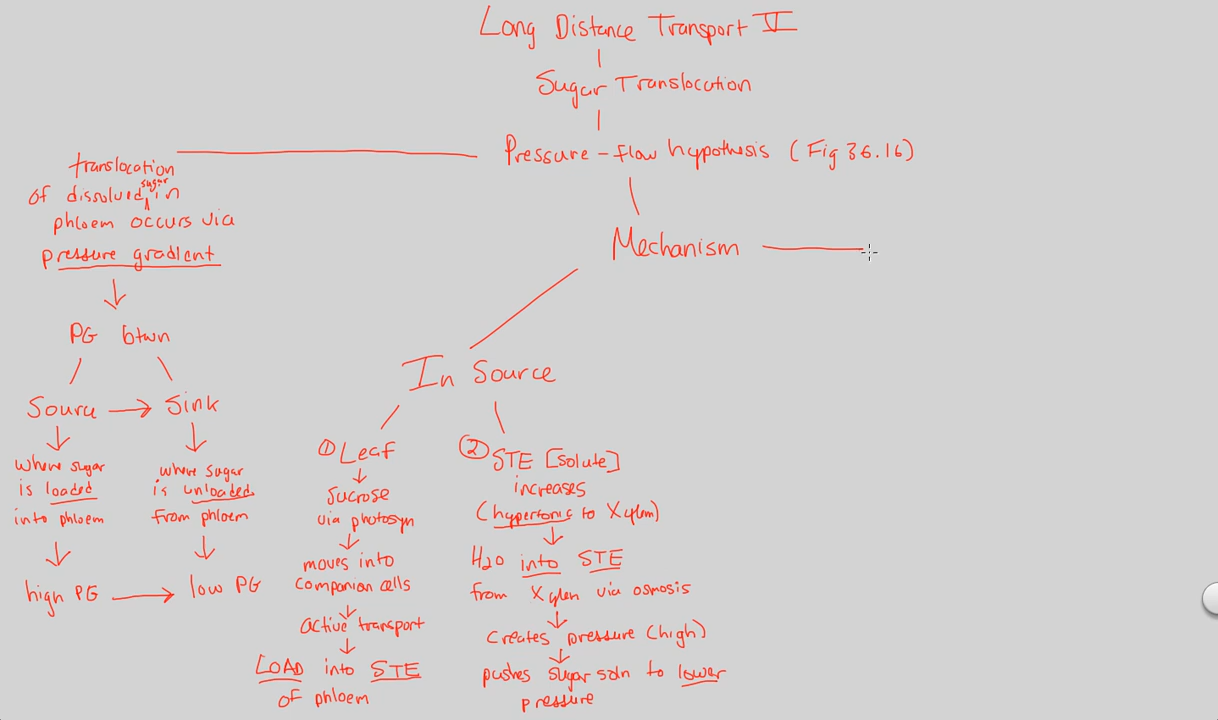 Long Distance Transport VI
Sugar Translocation
Pressure-flow hypothesis (Fig 36.16)
translocation
of dissolved sugar in
phloem occurs via
pressure gradient
PG btwn
Source → Sink
where sugar
is loaded
into phloem
high PG →
where sugar
is unloaded
from phloem
low PG
Mechanism
In Source
① Leaf
Sucrose
via photosyn
moves into
companion cells
active transport
LOAD into STE
of phloem
② STE [solute]
increases
(hypertonic to Xylem)
H2O into STE
from Xylem via osmosis
creates pressure (high)
pushes sugar soln to lower
pressure